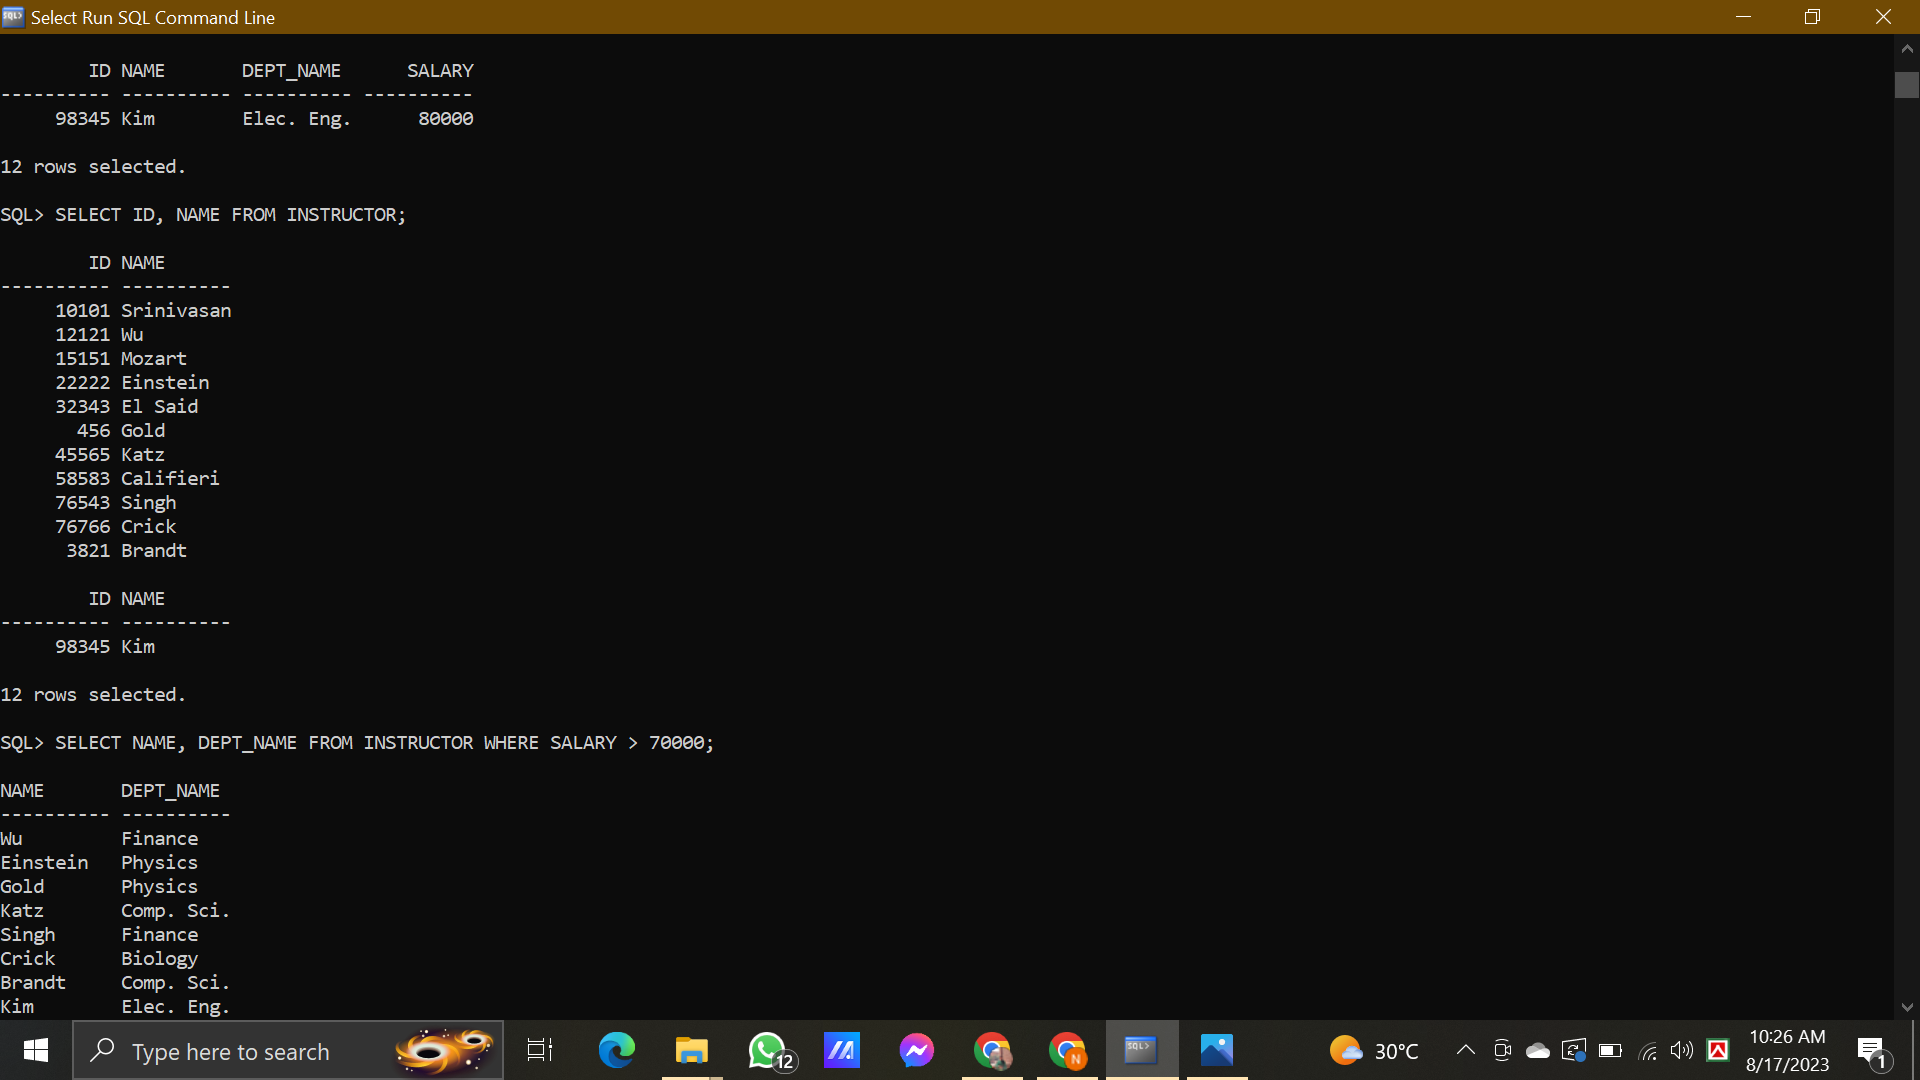 Select Run SQL Command Line
        ID NAME       DEPT_NAME      SALARY
---------- ---------- ---------- ----------
     98345 Kim        Elec. Eng.      80000
12 rows selected.
SQL> SELECT ID, NAME FROM INSTRUCTOR;
        ID NAME
---------- ----------
     10101 Srinivasan
     12121 Wu
     15151 Mozart
     22222 Einstein
     32343 El Said
       456 Gold
     45565 Katz
     58583 Califieri
     76543 Singh
     76766 Crick
      3821 Brandt
        ID NAME
---------- ----------
     98345 Kim
12 rows selected.
SQL> SELECT NAME, DEPT_NAME FROM INSTRUCTOR WHERE SALARY > 70000;
NAME       DEPT_NAME
---------- ----------
Wu         Finance
Einstein   Physics
Gold       Physics
Katz       Comp. Sci.
Singh      Finance
Crick      Biology
Brandt     Comp. Sci.
Kim        Elec. Eng.
Type here to search
12
N
SQL>
30°C
10:26 AM
8/17/2023
1